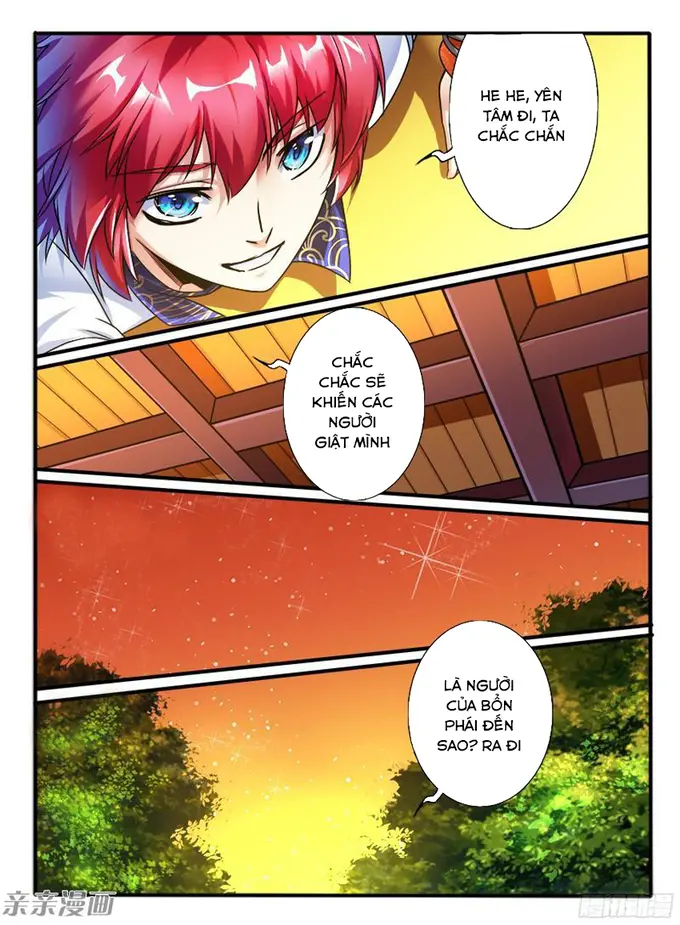 HE HE, YÊN
TÂM ĐI, TA
CHẮC CHẮN
CHẮC
CHẮC SẼ
KHIẾN CÁC
NGƯỜI
GIẬT MÌNH
LÀ NGƯỜI
CỦA BỔN
PHÁI ĐẾN
SAO? RA ĐI
亲亲漫画